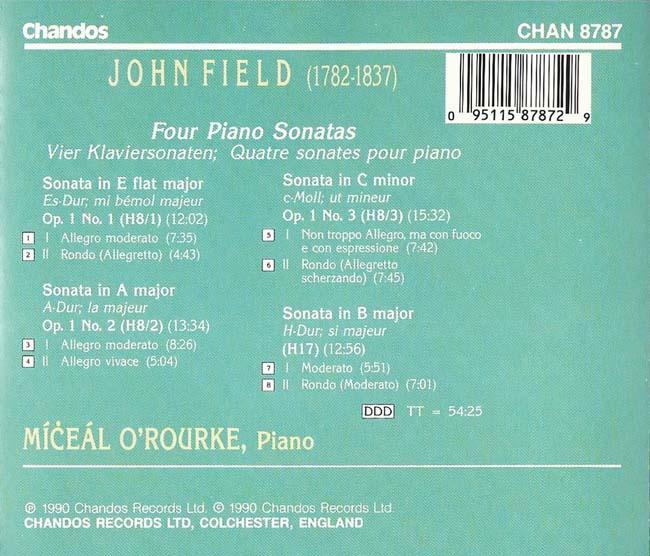 Chandos
CHAN 8787
JOHN FIELD (1782-1837)
0 95115 87872 9
Four Piano Sonatas
Vier Klaviersonaten; Quatre sonates pour piano
Sonata in E flat major
Es-Dur; mi bémol majeur
Op. 1 No. 1 (H8/1) (12:02)
1 I Allegro moderato (7:35)
2 II Rondo (Allegretto) (4:43)
Sonata in A major
A-Dur; la majeur
Op. 1 No. 2 (H8/2) (13:34)
3 I Allegro moderato (8:26)
4 II Allegro vivace (5:04)
Sonata in C minor
c-Moll; ut mineur
Op. 1 No. 3 (H8/3) (15:32)
5 I Non troppo Allegro, ma con fuoco
e con espressione (7:42)
6 II Rondo (Allegretto
scherzando) (7:45)
Sonata in B major
H-Dur; si majeur
(H17) (12:56)
7 I Moderato (5:51)
8 II Rondo (Moderato) (7:01)
DDD TT = 54:25
MÍĊEÁL O'ROURKE, Piano
℗ 1990 Chandos Records Ltd. © 1990 Chandos Records Ltd.
CHANDOS RECORDS LTD, COLCHESTER, ENGLAND